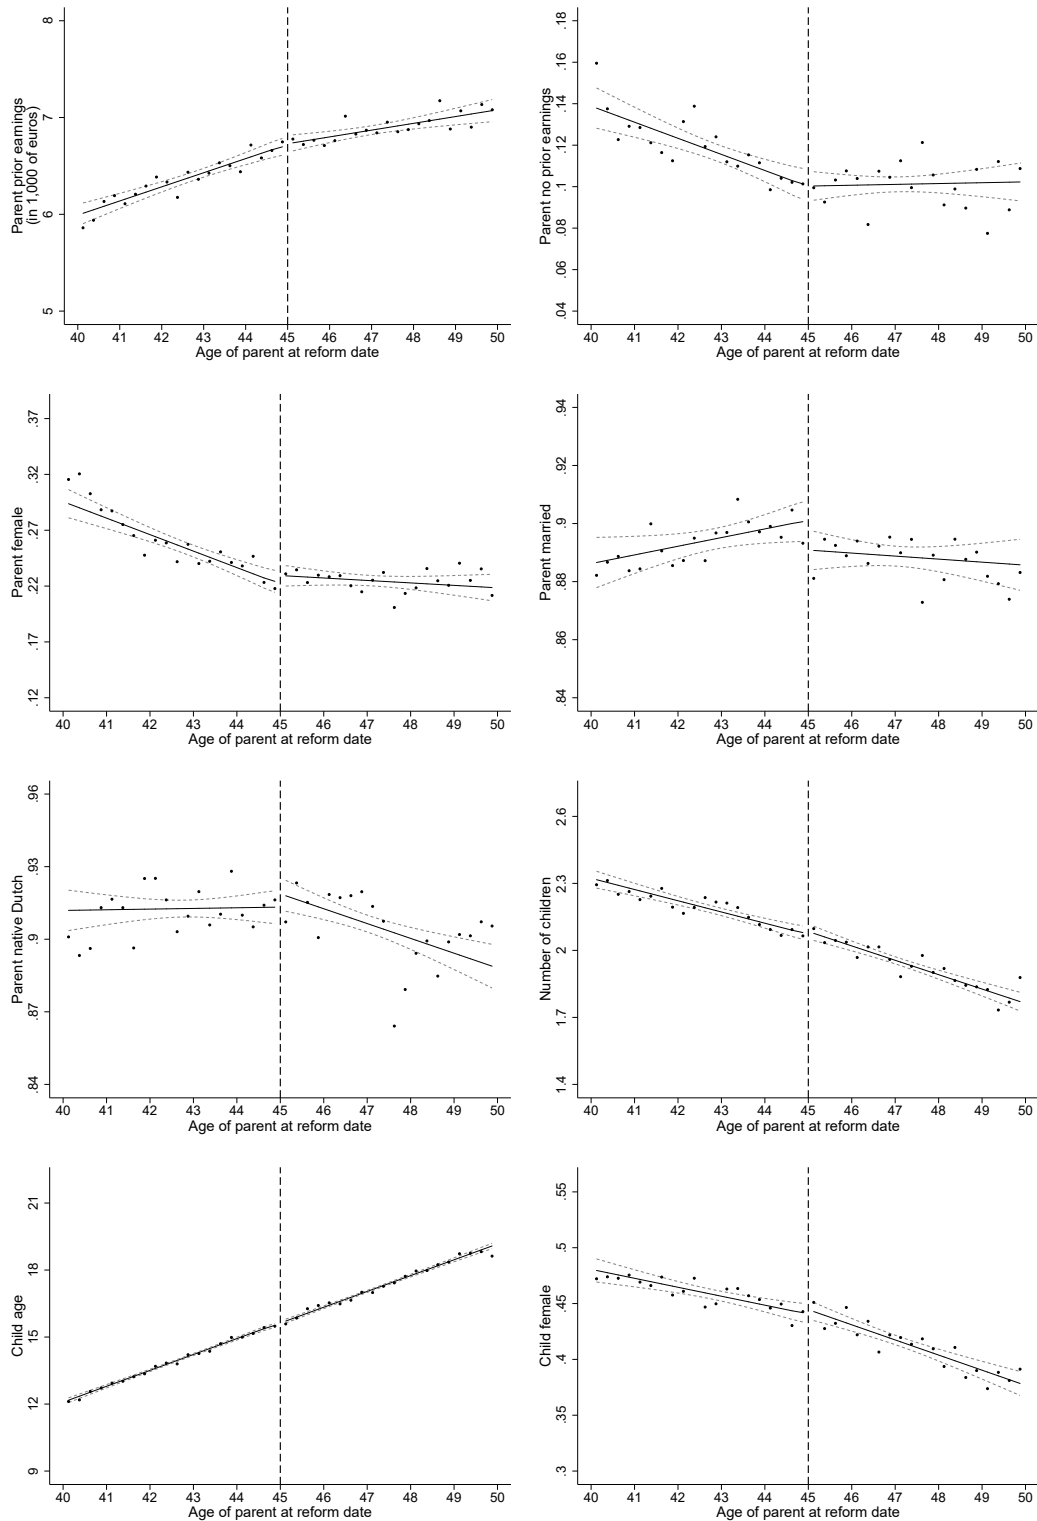 Parent prior earnings
(in 1,000 of euros)
8
7
6
5
40 41 42 43 44 45 46 47 48 49 50
Age of parent at reform date
Parent no prior earnings
.18
.16
.14
.12
.1
.08
.06
.04
40 41 42 43 44 45 46 47 48 49 50
Age of parent at reform date
Parent female
.37
.32
.27
.22
.17
.12
40 41 42 43 44 45 46 47 48 49 50
Age of parent at reform date
Parent married
.94
.92
.9
.88
.86
.84
40 41 42 43 44 45 46 47 48 49 50
Age of parent at reform date
Parent native Dutch
.96
.93
.9
.87
.84
40 41 42 43 44 45 46 47 48 49 50
Age of parent at reform date
Number of children
2.6
2.3
2
1.7
1.4
40 41 42 43 44 45 46 47 48 49 50
Age of parent at reform date
Child age
21
18
15
12
9
40 41 42 43 44 45 46 47 48 49 50
Age of parent at reform date
Child female
.55
.5
.45
.4
.35
.3
40 41 42 43 44 45 46 47 48 49 50
Age of parent at reform date